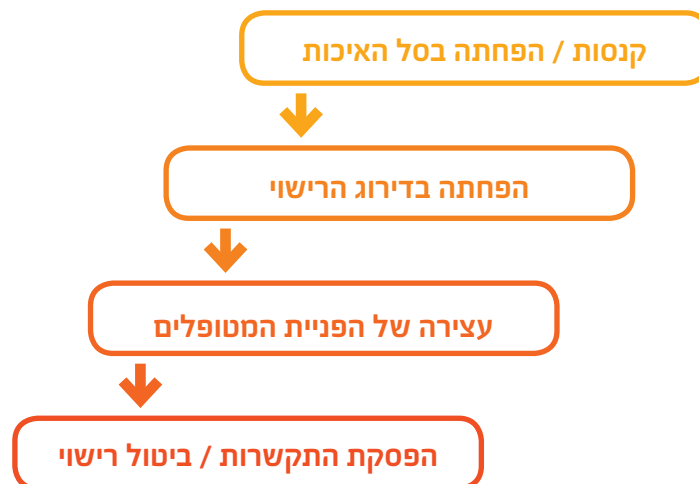 קנסות / הפחתה בסל האיכות
הפחתה בדירוג הרישוי
עצירה של הפניית המטופלים
הפסקת התקשרות / ביטול רישוי